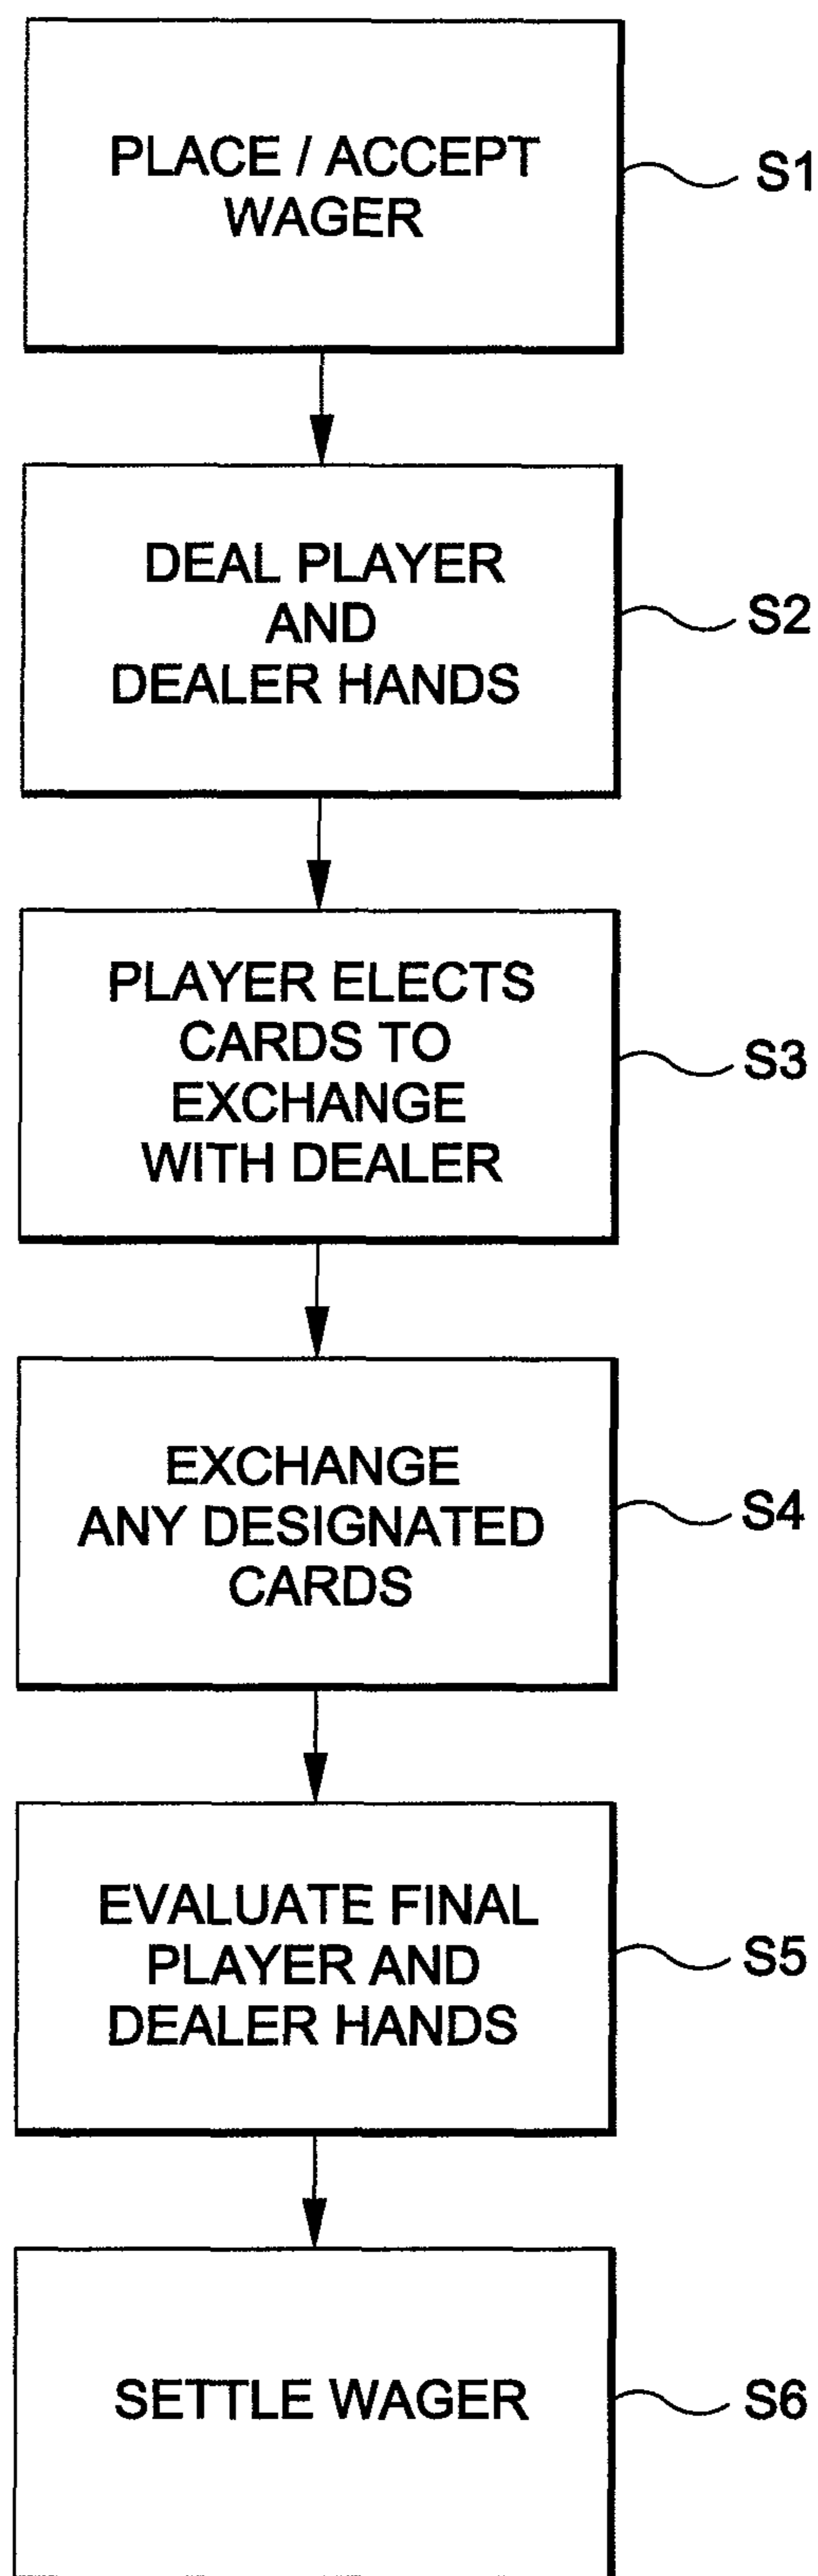 PLACE / ACCEPT
WAGER
S1
DEAL PLAYER
AND
DEALER HANDS
S2
PLAYER ELECTS
CARDS TO
EXCHANGE
WITH DEALER
S3
EXCHANGE
ANY DESIGNATED
CARDS
S4
EVALUATE FINAL
PLAYER AND
DEALER HANDS
S5
SETTLE WAGER
S6